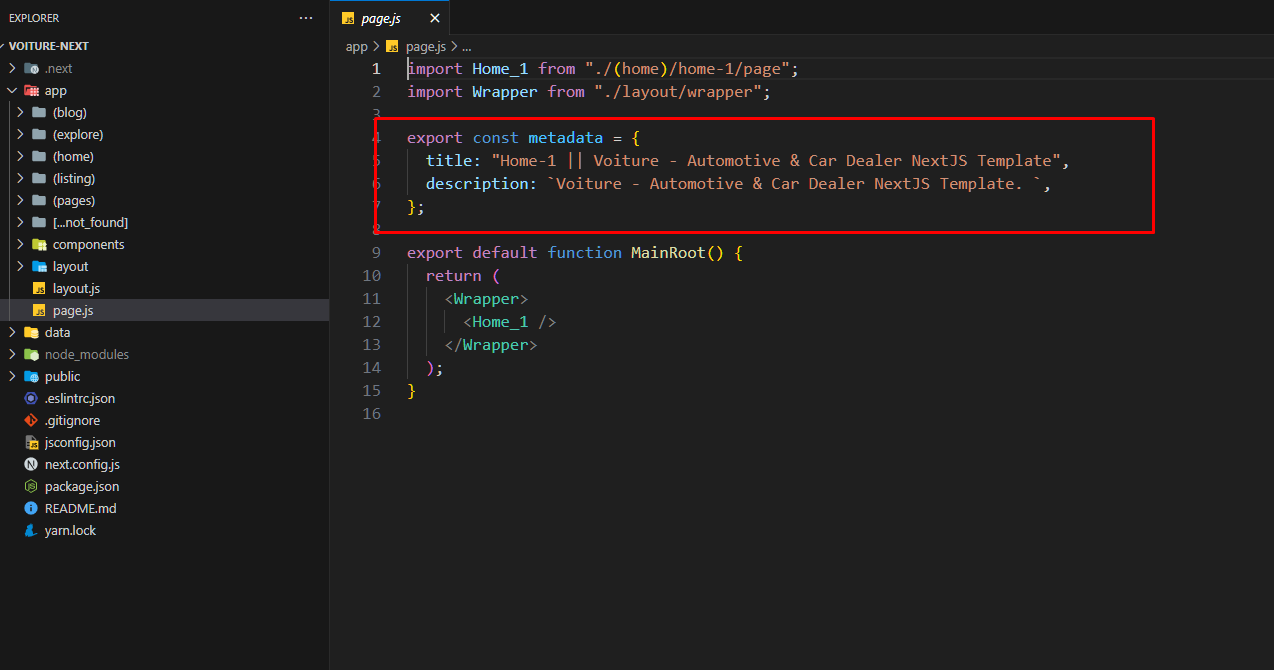 EXPLORER
...
VOITURE-NEXT
.next
app
(blog)
(explore)
(home)
(listing)
(pages)
[...not_found]
components
layout
layout.js
page.js
data
node_modules
public
.eslintrc.json
.gitignore
jsconfig.json
next.config.js
package.json
README.md
yarn.lock
JS page.js ×
app > JS page.js > ...
1 import Home_1 from "./(home)/home-1/page";
2 import Wrapper from "./layout/wrapper";
3
4 export const metadata = {
5 title: "Home-1 || Voiture - Automotive & Car Dealer NextJS Template",
6 description: `Voiture - Automotive & Car Dealer NextJS Template. `,
7 };
8
9 export default function MainRoot() {
10 return (
11 <Wrapper>
12 <Home_1 />
13 </Wrapper>
14 );
15 }
16